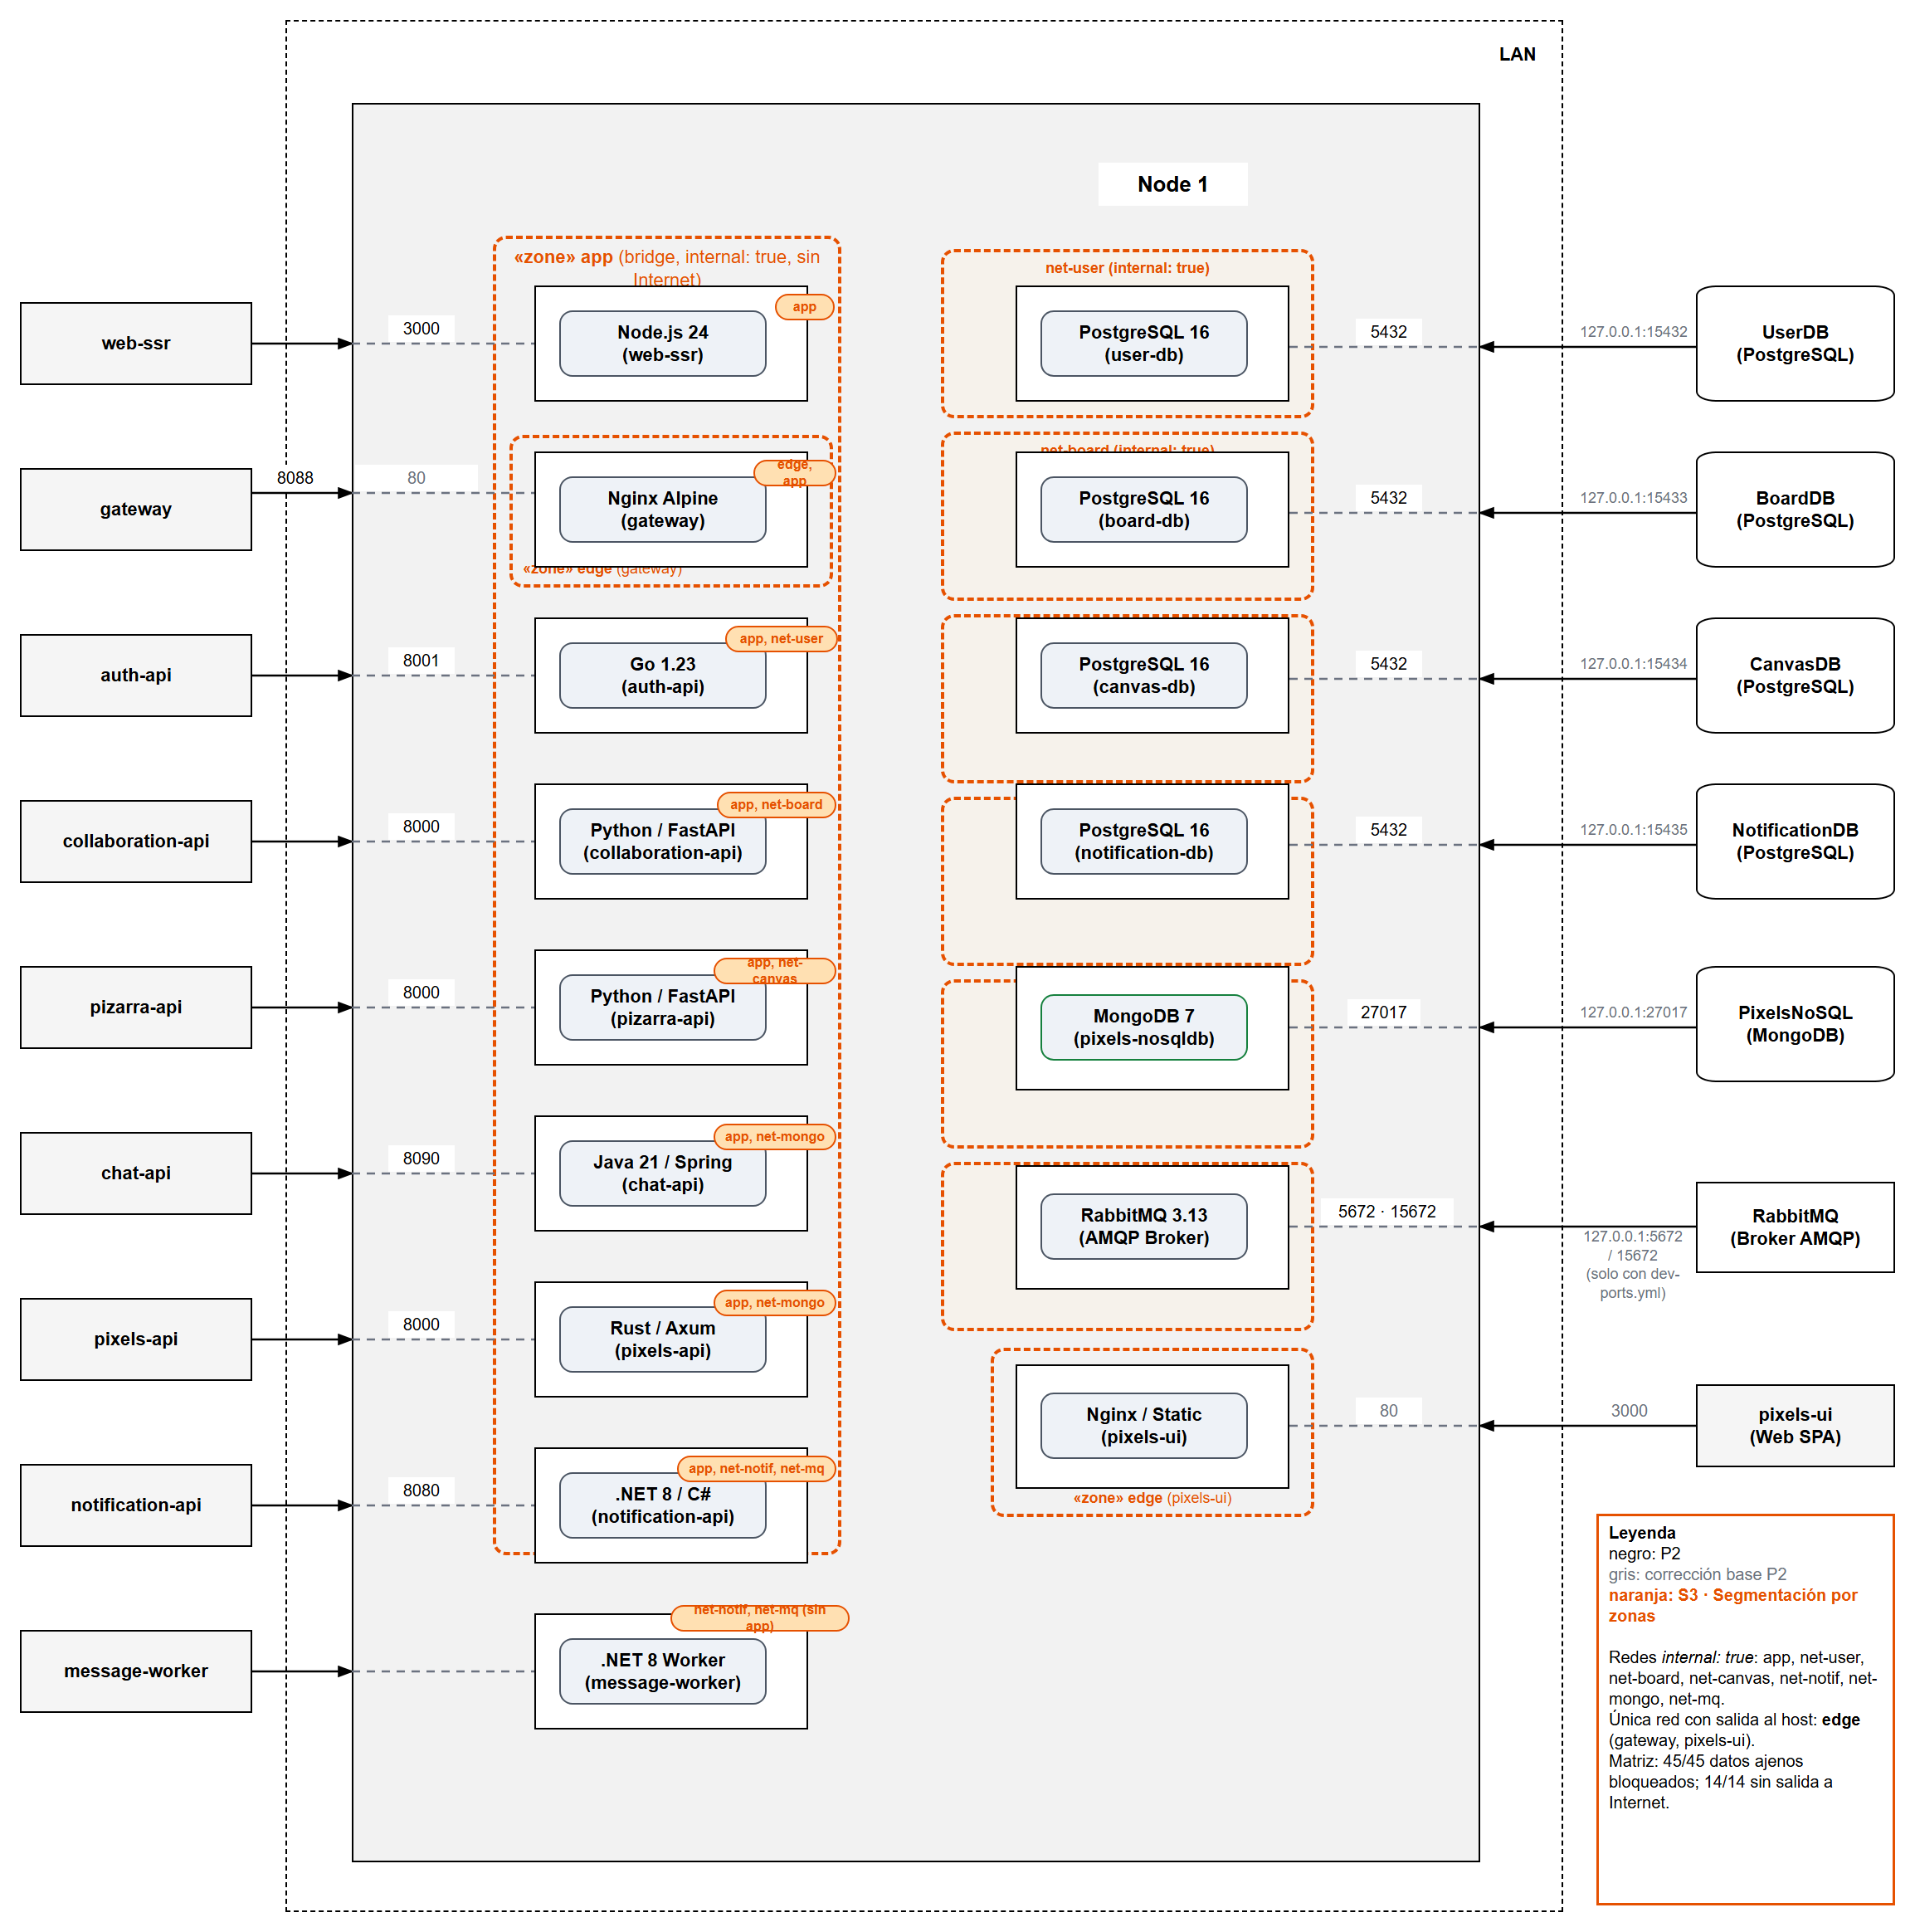 LAN
Node 1
«zone» app (bridge, internal: true, sin
Internet)
net-user (internal: true)
web-ssr
3000
app
Node.js 24
(web-ssr)
PostgreSQL 16
(user-db)
5432
127.0.0.1:15432
UserDB
(PostgreSQL)
gateway
8088
80
edge,
app
Nginx Alpine
(gateway)
«zone» edge (gateway)
net-board (internal: true)
PostgreSQL 16
(board-db)
5432
127.0.0.1:15433
BoardDB
(PostgreSQL)
auth-api
8001
app, net-user
Go 1.23
(auth-api)
PostgreSQL 16
(canvas-db)
5432
127.0.0.1:15434
CanvasDB
(PostgreSQL)
collaboration-api
8000
app, net-board
Python / FastAPI
(collaboration-api)
PostgreSQL 16
(notification-db)
5432
127.0.0.1:15435
NotificationDB
(PostgreSQL)
pizarra-api
8000
app, net-
canvas
Python / FastAPI
(pizarra-api)
MongoDB 7
(pixels-nosqldb)
27017
127.0.0.1:27017
PixelsNoSQL
(MongoDB)
chat-api
8090
app, net-mongo
Java 21 / Spring
(chat-api)
RabbitMQ 3.13
(AMQP Broker)
5672 · 15672
127.0.0.1:5672
/ 15672
(solo con dev-
ports.yml)
RabbitMQ
(Broker AMQP)
pixels-api
8000
app, net-mongo
Rust / Axum
(pixels-api)
Nginx / Static
(pixels-ui)
«zone» edge (pixels-ui)
80
3000
pixels-ui
(Web SPA)
notification-api
8080
app, net-notif, net-mq
.NET 8 / C#
(notification-api)
message-worker
net-notif, net-mq (sin
app)
.NET 8 Worker
(message-worker)
Leyenda
negro: P2
gris: corrección base P2
naranja: S3 · Segmentación por
zonas
Redes internal: true: app, net-user,
net-board, net-canvas, net-notif, net-
mongo, net-mq.
Única red con salida al host: edge
(gateway, pixels-ui).
Matriz: 45/45 datos ajenos
bloqueados; 14/14 sin salida a
Internet.